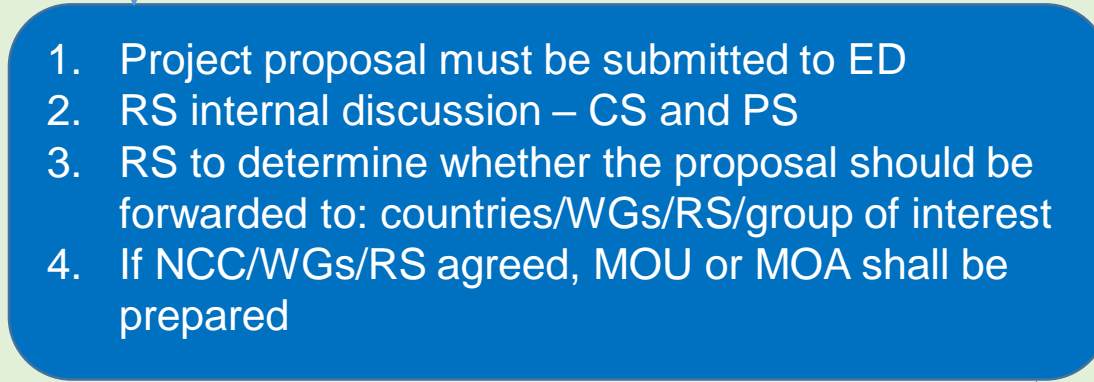 1. Project proposal must be submitted to ED
2. RS internal discussion – CS and PS
3. RS to determine whether the proposal should be
forwarded to: countries/WGs/RS/group of interest
4. If NCC/WGs/RS agreed, MOU or MOA shall be
prepared